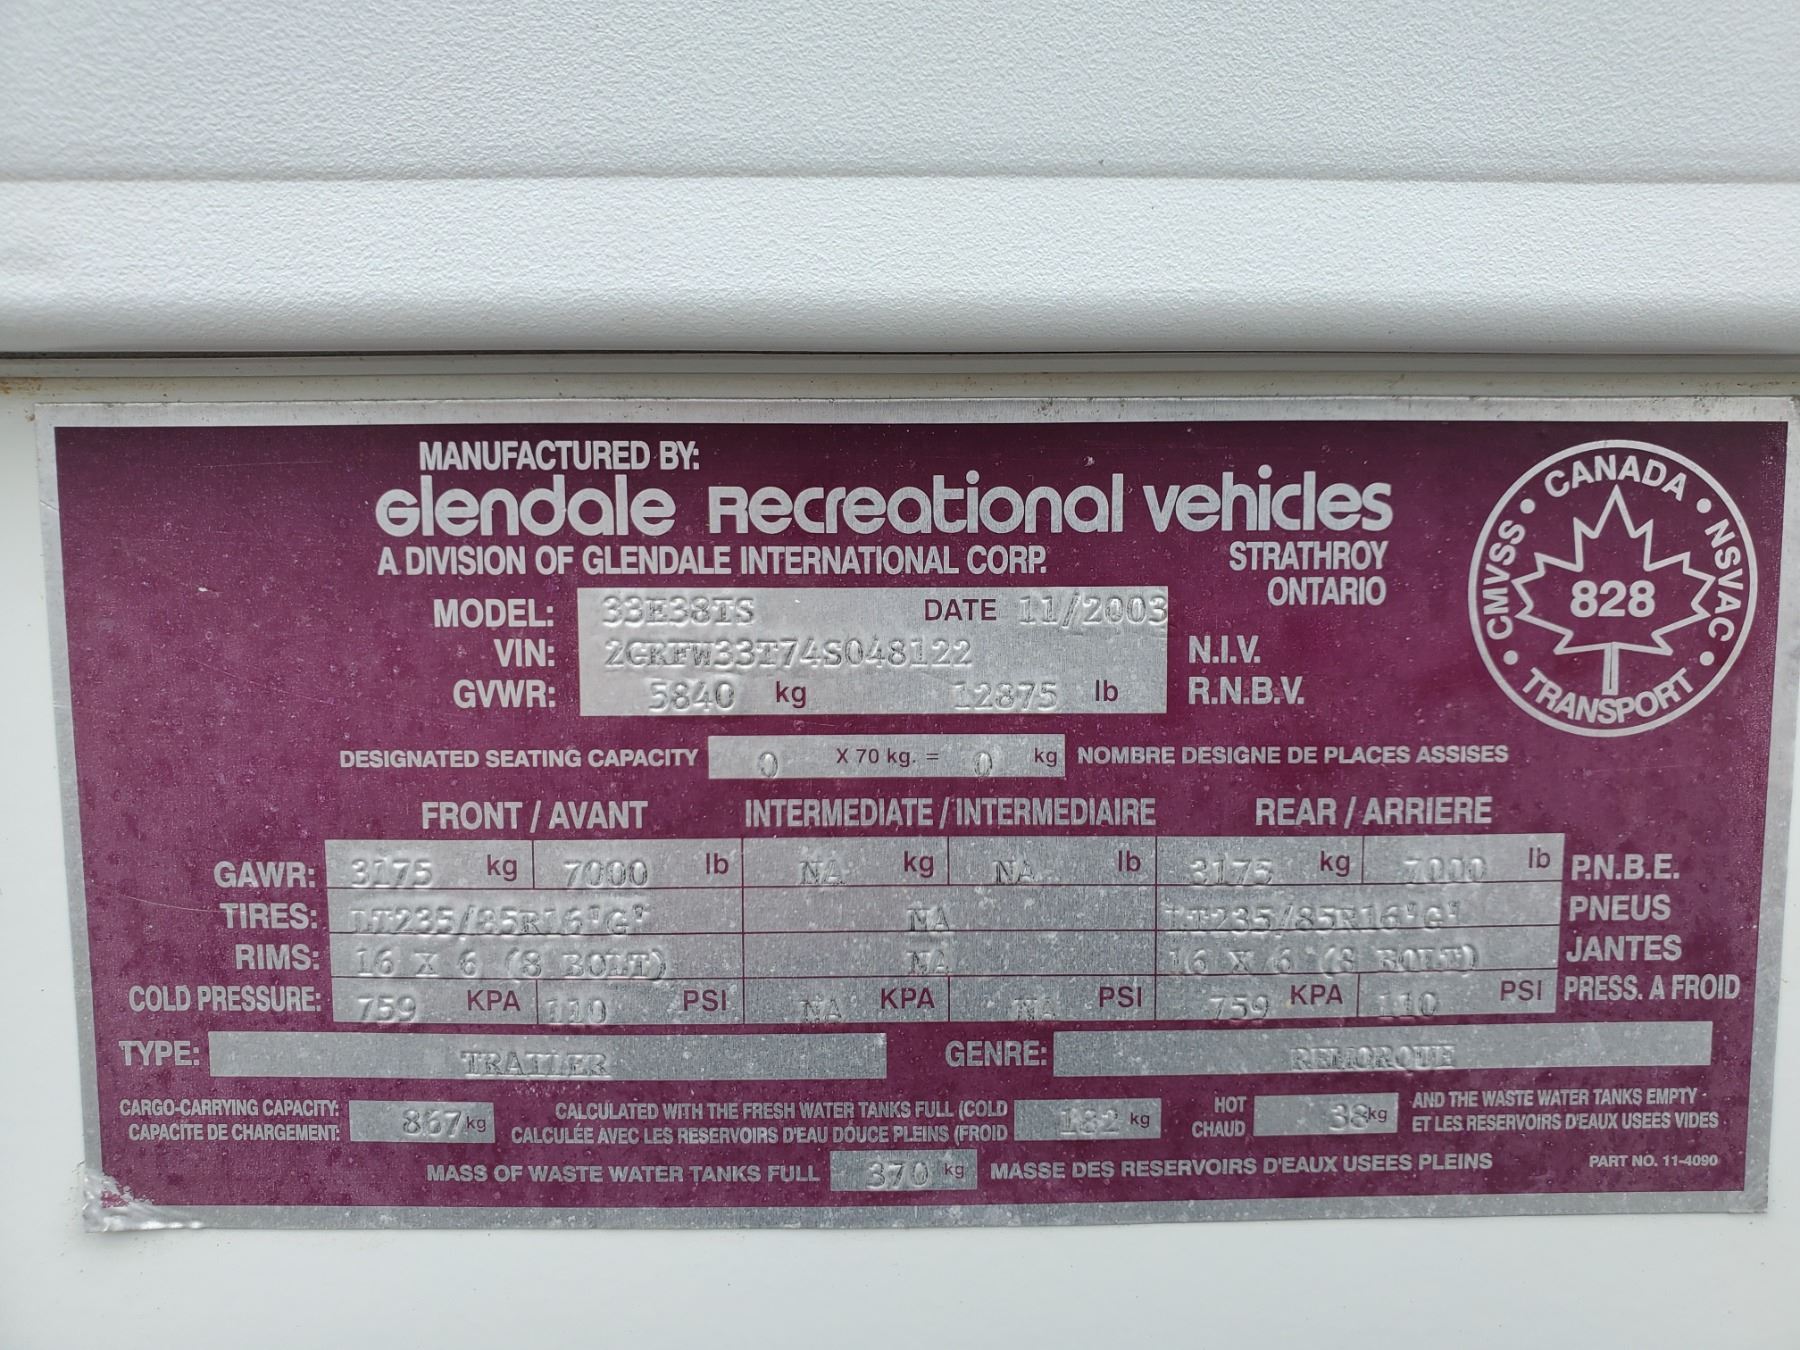 MANUFACTURED BY:
Glendale Recreational Vehicles
A DIVISION OF GLENDALE INTERNATIONAL CORP. STRATHROY
ONTARIO
CANADA • NSVAC • TRANSPORT • CMVSS •
828
MODEL: 33E38TS DATE 11/2003
VIN: 2GKFW33T74S048122 N.I.V.
GVWR: 5840 kg 12875 lb R.N.B.V.
DESIGNATED SEATING CAPACITY 0 X 70 kg. = 0 kg NOMBRE DESIGNE DE PLACES ASSISES
FRONT / AVANT INTERMEDIATE / INTERMEDIAIRE REAR / ARRIERE
GAWR: 3175 kg 7000 lb NA kg NA lb 3175 kg 7000 lb P.N.B.E.
TIRES: LT235/85R16'G' NA LT235/85R16'G' PNEUS
RIMS: 16 X 6 (8 BOLT) NA 16 X 6 (8 BOLT) JANTES
COLD PRESSURE: 759 KPA 110 PSI NA KPA NA PSI 759 KPA 110 PSI PRESS. A FROID
TYPE: TRAILER GENRE: REMORQUE
CARGO-CARRYING CAPACITY: 867 kg CALCULATED WITH THE FRESH WATER TANKS FULL (COLD 182 kg HOT 38 kg AND THE WASTE WATER TANKS EMPTY -
CAPACITE DE CHARGEMENT: CALCULÉE AVEC LES RESERVOIRS D'EAU DOUCE PLEINS (FROID CHAUD ET LES RESERVOIRS D'EAUX USEES VIDES .
MASS OF WASTE WATER TANKS FULL 370 kg MASSE DES RESERVOIRS D'EAUX USEES PLEINS PART NO. 11-4090